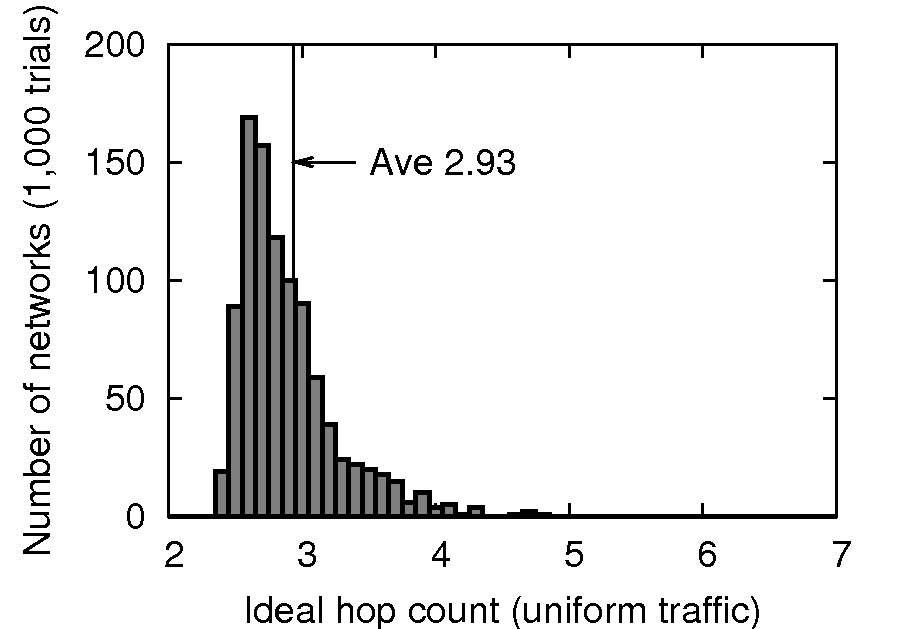 Number of networks (1,000 trials)
200
150
100
50
0
Ave 2.93
2 3 4 5 6 7
Ideal hop count (uniform traffic)